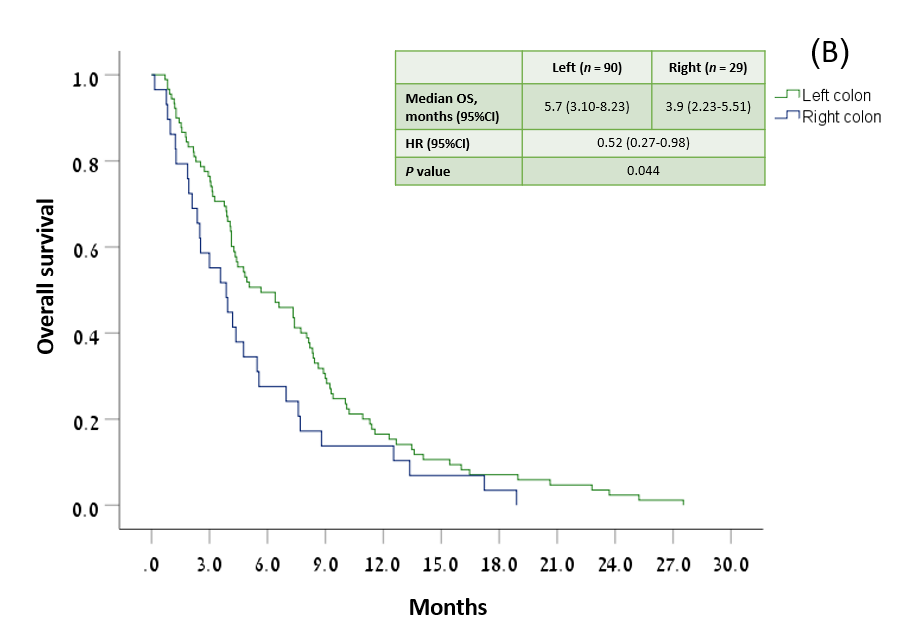 (B)
Left (n = 90) Right (n = 29)
Median OS,
months (95%CI) 5.7 (3.10-8.23) 3.9 (2.23-5.51)
HR (95%CI) 0.52 (0.27-0.98)
P value 0.044
Left colon
Right colon
Overall survival
1.0
0.8
0.6
0.4
0.2
0.0
.0 3.0 6.0 9.0 12.0 15.0 18.0 21.0 24.0 27.0 30.0
Months